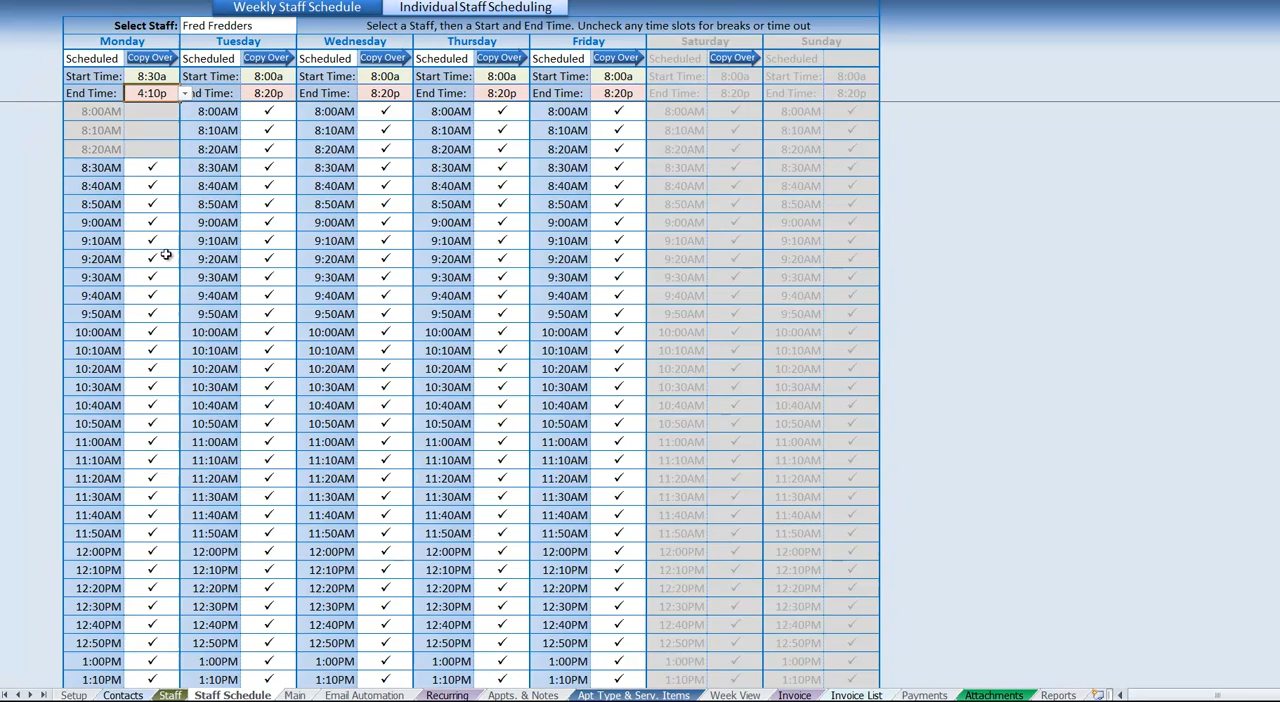 Weekly Staff Schedule Individual Staff Scheduling
Select Staff: Fred Fredders Select a Staff, then a Start and End Time. Uncheck any time slots for breaks or time out
Monday Tuesday Wednesday Thursday Friday Saturday Sunday
Scheduled Copy Over Scheduled Copy Over Scheduled Copy Over Scheduled Copy Over Scheduled Copy Over Scheduled Copy Over Scheduled
Start Time: 8:30a Start Time: 8:00a Start Time: 8:00a Start Time: 8:00a Start Time: 8:00a Start Time: 8:00a Start Time: 8:00a
End Time: 4:10p nd Time: 8:20p End Time: 8:20p End Time: 8:20p End Time: 8:20p End Time: 8:20p End Time: 8:20p
8:00AM 8:00AM ✓ 8:00AM ✓ 8:00AM ✓ 8:00AM ✓ 8:00AM ✓ 8:00AM ✓
8:10AM 8:10AM ✓ 8:10AM ✓ 8:10AM ✓ 8:10AM ✓ 8:10AM ✓ 8:10AM ✓
8:20AM 8:20AM ✓ 8:20AM ✓ 8:20AM ✓ 8:20AM ✓ 8:20AM ✓ 8:20AM ✓
8:30AM ✓ 8:30AM ✓ 8:30AM ✓ 8:30AM ✓ 8:30AM ✓ 8:30AM ✓ 8:30AM ✓
8:40AM ✓ 8:40AM ✓ 8:40AM ✓ 8:40AM ✓ 8:40AM ✓ 8:40AM ✓ 8:40AM ✓
8:50AM ✓ 8:50AM ✓ 8:50AM ✓ 8:50AM ✓ 8:50AM ✓ 8:50AM ✓ 8:50AM ✓
9:00AM ✓ 9:00AM ✓ 9:00AM ✓ 9:00AM ✓ 9:00AM ✓ 9:00AM ✓ 9:00AM ✓
9:10AM ✓ 9:10AM ✓ 9:10AM ✓ 9:10AM ✓ 9:10AM ✓ 9:10AM ✓ 9:10AM ✓
9:20AM ✓ 9:20AM ✓ 9:20AM ✓ 9:20AM ✓ 9:20AM ✓ 9:20AM ✓ 9:20AM ✓
9:30AM ✓ 9:30AM ✓ 9:30AM ✓ 9:30AM ✓ 9:30AM ✓ 9:30AM ✓ 9:30AM ✓
9:40AM ✓ 9:40AM ✓ 9:40AM ✓ 9:40AM ✓ 9:40AM ✓ 9:40AM ✓ 9:40AM ✓
9:50AM ✓ 9:50AM ✓ 9:50AM ✓ 9:50AM ✓ 9:50AM ✓ 9:50AM ✓ 9:50AM ✓
10:00AM ✓ 10:00AM ✓ 10:00AM ✓ 10:00AM ✓ 10:00AM ✓ 10:00AM ✓ 10:00AM ✓
10:10AM ✓ 10:10AM ✓ 10:10AM ✓ 10:10AM ✓ 10:10AM ✓ 10:10AM ✓ 10:10AM ✓
10:20AM ✓ 10:20AM ✓ 10:20AM ✓ 10:20AM ✓ 10:20AM ✓ 10:20AM ✓ 10:20AM ✓
10:30AM ✓ 10:30AM ✓ 10:30AM ✓ 10:30AM ✓ 10:30AM ✓ 10:30AM ✓ 10:30AM ✓
10:40AM ✓ 10:40AM ✓ 10:40AM ✓ 10:40AM ✓ 10:40AM ✓ 10:40AM ✓ 10:40AM ✓
10:50AM ✓ 10:50AM ✓ 10:50AM ✓ 10:50AM ✓ 10:50AM ✓ 10:50AM ✓ 10:50AM ✓
11:00AM ✓ 11:00AM ✓ 11:00AM ✓ 11:00AM ✓ 11:00AM ✓ 11:00AM ✓ 11:00AM ✓
11:10AM ✓ 11:10AM ✓ 11:10AM ✓ 11:10AM ✓ 11:10AM ✓ 11:10AM ✓ 11:10AM ✓
11:20AM ✓ 11:20AM ✓ 11:20AM ✓ 11:20AM ✓ 11:20AM ✓ 11:20AM ✓ 11:20AM ✓
11:30AM ✓ 11:30AM ✓ 11:30AM ✓ 11:30AM ✓ 11:30AM ✓ 11:30AM ✓ 11:30AM ✓
11:40AM ✓ 11:40AM ✓ 11:40AM ✓ 11:40AM ✓ 11:40AM ✓ 11:40AM ✓ 11:40AM ✓
11:50AM ✓ 11:50AM ✓ 11:50AM ✓ 11:50AM ✓ 11:50AM ✓ 11:50AM ✓ 11:50AM ✓
12:00PM ✓ 12:00PM ✓ 12:00PM ✓ 12:00PM ✓ 12:00PM ✓ 12:00PM ✓ 12:00PM ✓
12:10PM ✓ 12:10PM ✓ 12:10PM ✓ 12:10PM ✓ 12:10PM ✓ 12:10PM ✓ 12:10PM ✓
12:20PM ✓ 12:20PM ✓ 12:20PM ✓ 12:20PM ✓ 12:20PM ✓ 12:20PM ✓ 12:20PM ✓
12:30PM ✓ 12:30PM ✓ 12:30PM ✓ 12:30PM ✓ 12:30PM ✓ 12:30PM ✓ 12:30PM ✓
12:40PM ✓ 12:40PM ✓ 12:40PM ✓ 12:40PM ✓ 12:40PM ✓ 12:40PM ✓ 12:40PM ✓
12:50PM ✓ 12:50PM ✓ 12:50PM ✓ 12:50PM ✓ 12:50PM ✓ 12:50PM ✓ 12:50PM ✓
1:00PM ✓ 1:00PM ✓ 1:00PM ✓ 1:00PM ✓ 1:00PM ✓ 1:00PM ✓ 1:00PM ✓
1:10PM ✓ 1:10PM ✓ 1:10PM ✓ 1:10PM ✓ 1:10PM ✓ 1:10PM ✓ 1:10PM ✓
Setup Contacts Staff Staff Schedule Main Email Automation Recurring Appts. & Notes Apt Type & Serv. Items Week View Invoice Invoice List Payments Attachments Reports